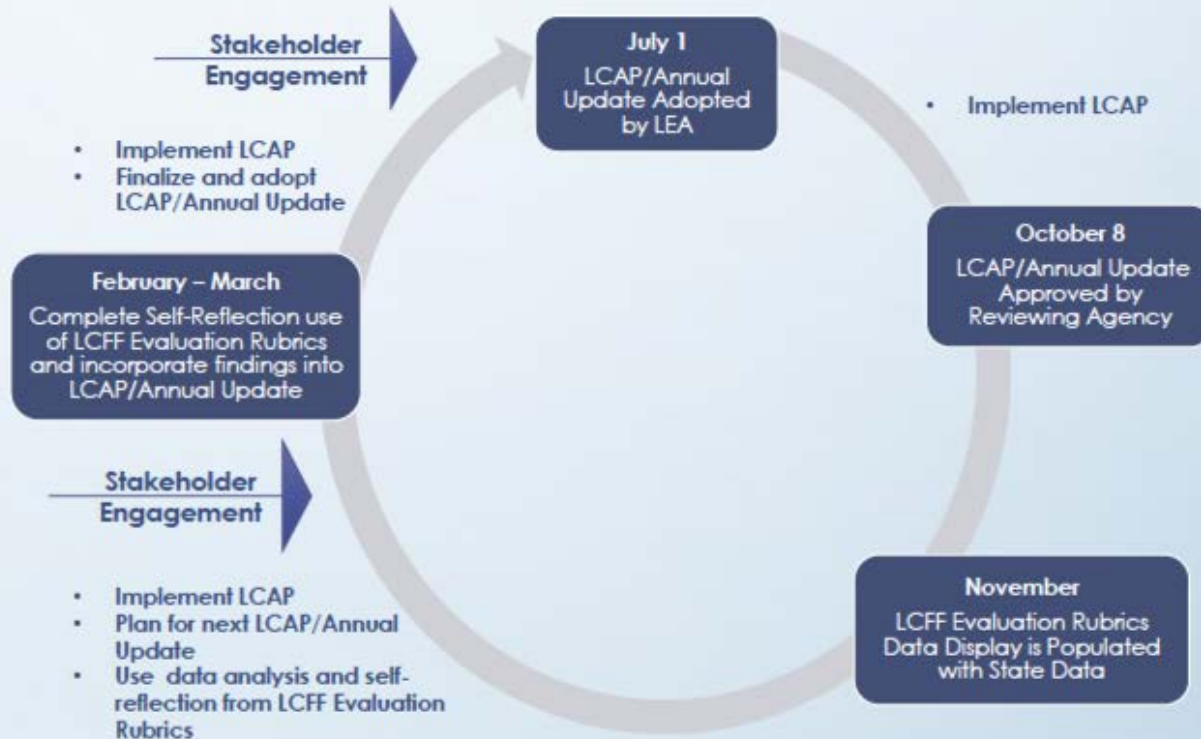 Stakeholder
Engagement
• Implement LCAP
• Finalize and adopt
LCAP/Annual Update
July 1
LCAP/Annual
Update Adopted
by LEA
• Implement LCAP
October 8
LCAP/Annual Update
Approved by
Reviewing Agency
November
LCFF Evaluation Rubrics
Data Display is Populated
with State Data
February – March
Complete Self-Reflection use
of LCFF Evaluation Rubrics
and incorporate findings into
LCAP/Annual Update
Stakeholder
Engagement
• Implement LCAP
• Plan for next LCAP/Annual
Update
• Use data analysis and self-
reflection from LCFF Evaluation
Rubrics